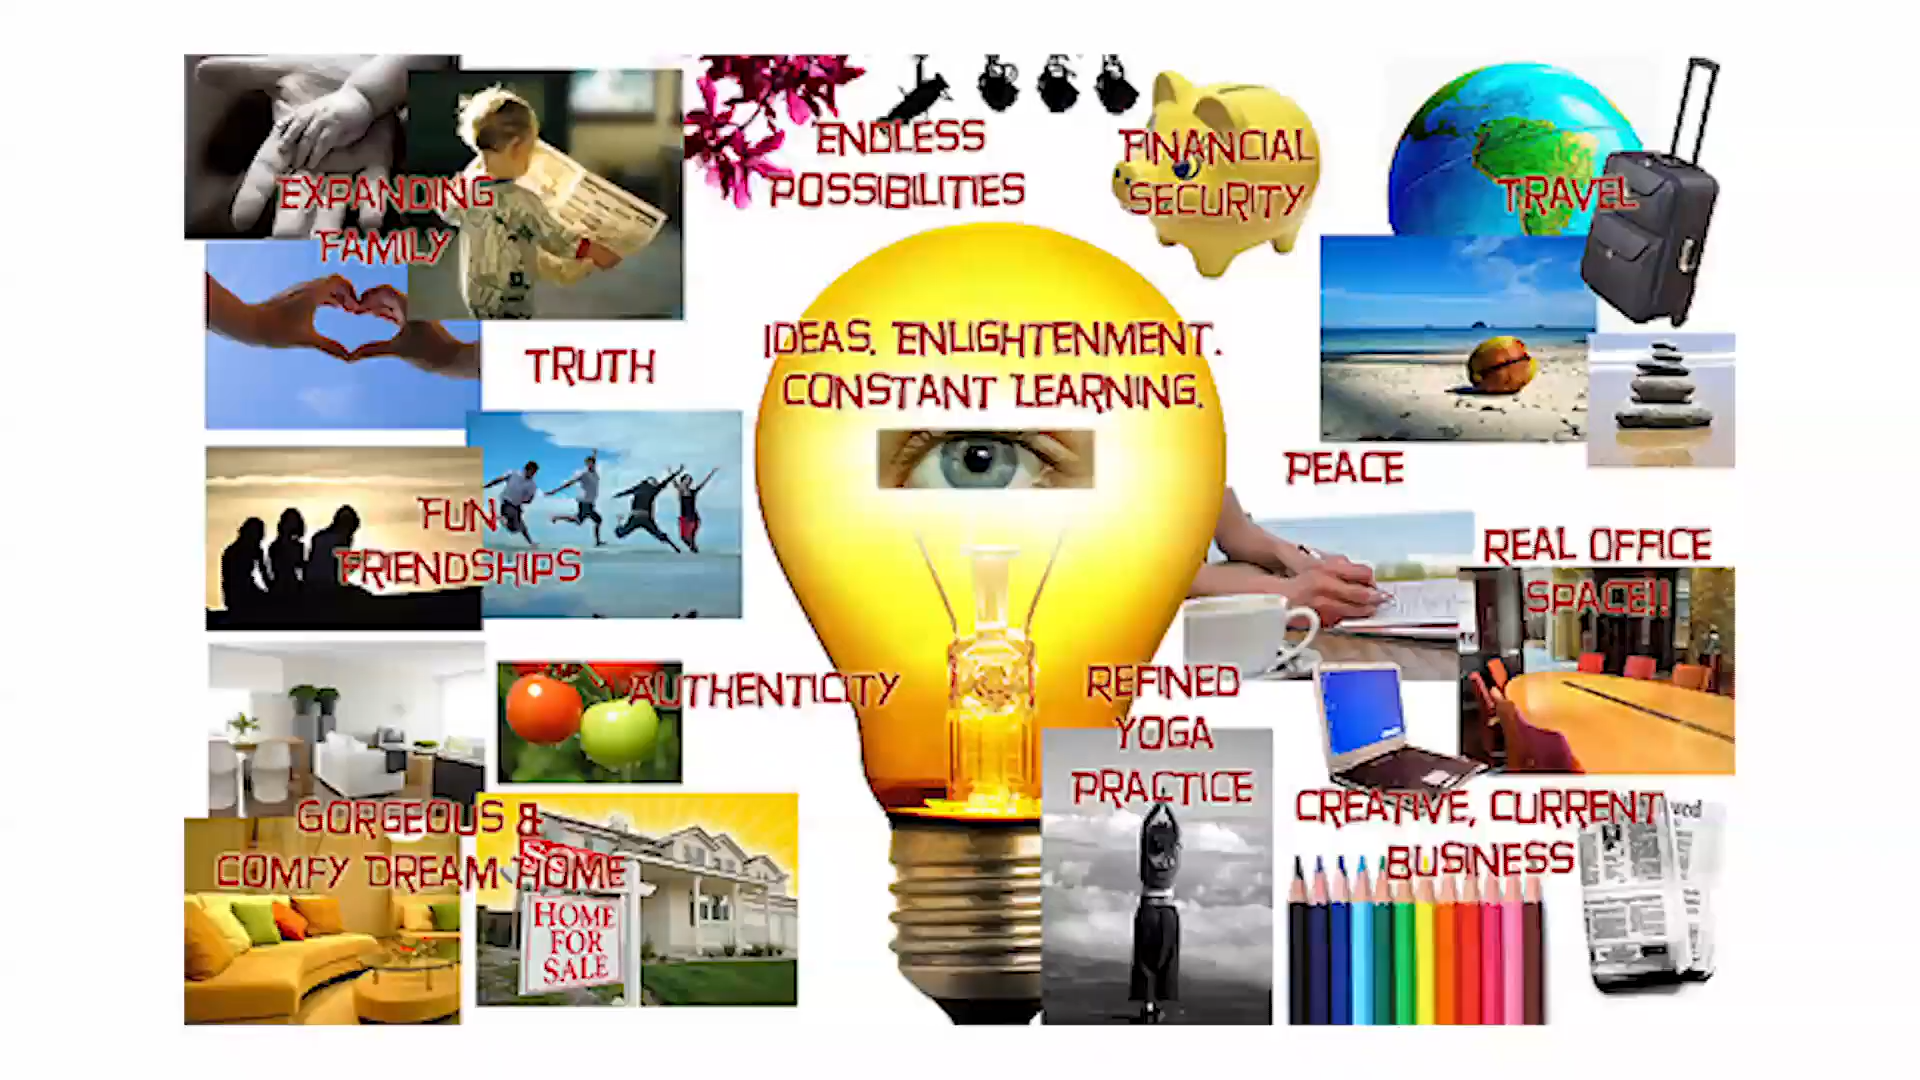 ENDLESS
POSSIBILITIES
FINANCIAL
SECURITY
TRAVEL
EXPANDING
FAMILY
TRUTH
IDEAS. ENLIGHTENMENT.
CONSTANT LEARNING.
PEACE
FUN
FRIENDSHIPS
REAL OFFICE
SPACE!!
AUTHENTICITY
REFINED
YOGA
PRACTICE
GORGEOUS &
COMFY DREAM HOME
HOME
FOR
SALE
CREATIVE, CURRENT
BUSINESS